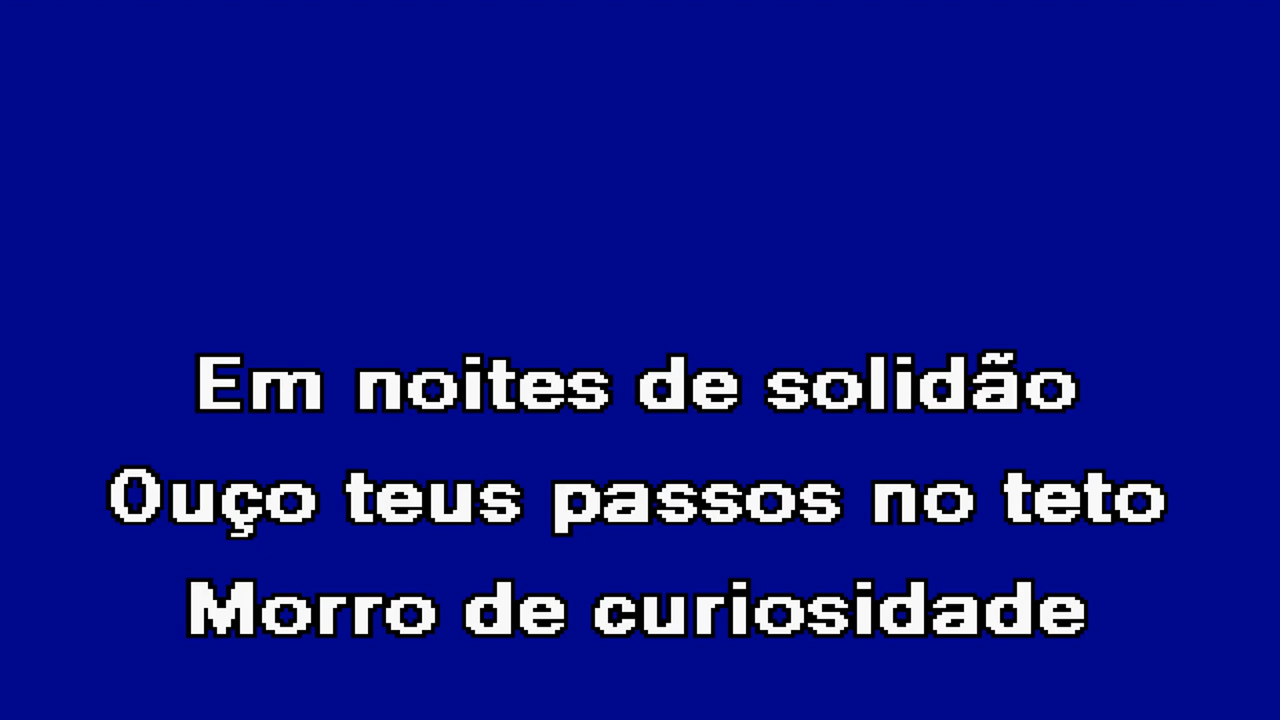 Em noites de solidão
Ouço teus passos no teto
Morro de curiosidade